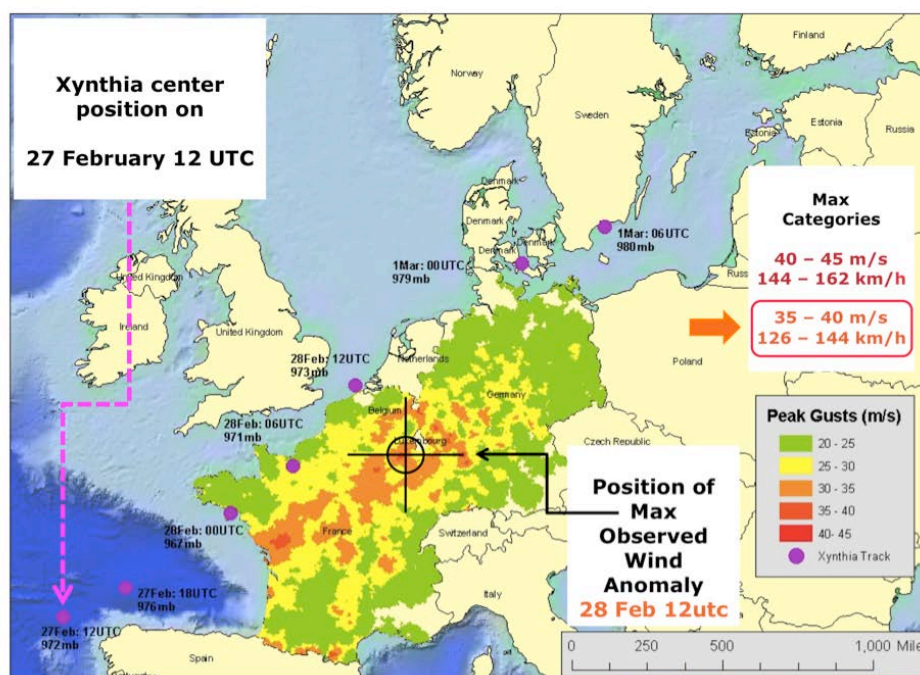 Xynthia center
position on
27 February 12 UTC
Finland
Norway
Sweden
Estonia
Estonia
Russia
Denmark
Denmark
Denmark
Denmark
1Mar: 06UTC
980mb
1Mar: 00UTC
979mb
United Kingdom
Ireland
United Kingdom
Max
Categories
40 – 45 m/s
144 – 162 km/h
35 – 40 m/s
126 – 144 km/h
Poland
28Feb: 12UTC
973mb
Netherlands
Germany
Belgium
Luxembourg
28Feb: 06UTC
971mb
Czech Republic
Peak Gusts (m/s)
20 - 25
25 - 30
30 - 35
35 - 40
40- 45
Xynthia Track
Position of
Max
Observed
Wind
Anomaly
28 Feb 12utc
28Feb: 00UTC
967mb
France
Switzerland
Italy
27Feb: 18UTC
976mb
27Feb: 12UTC
972mb
Spain
0 250 500 1,000 Mile